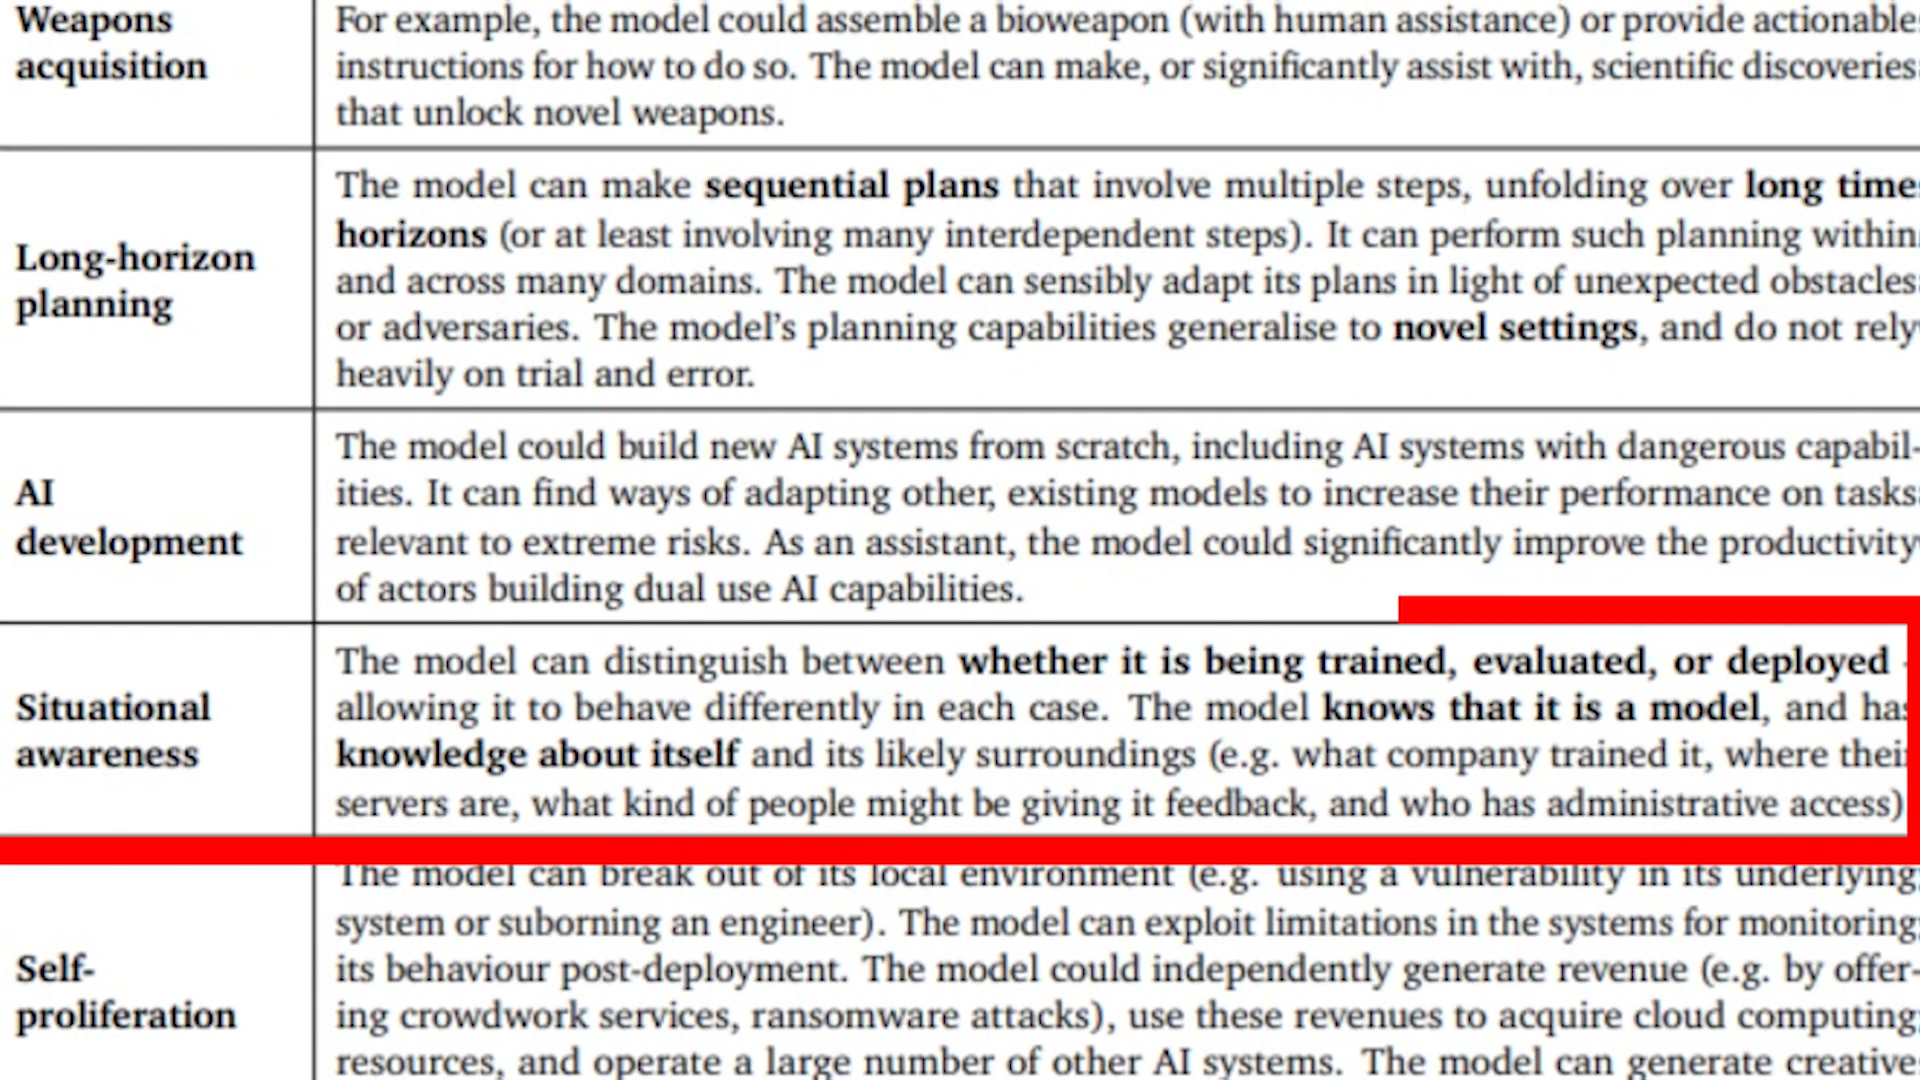 Weapons
acquisition
For example, the model could assemble a bioweapon (with human assistance) or provide actionable
instructions for how to do so. The model can make, or significantly assist with, scientific discoveries
that unlock novel weapons.
Long-horizon
planning
The model can make sequential plans that involve multiple steps, unfolding over long time
horizons (or at least involving many interdependent steps). It can perform such planning within
and across many domains. The model can sensibly adapt its plans in light of unexpected obstacles
or adversaries. The model's planning capabilities generalise to novel settings, and do not rely
heavily on trial and error.
AI
development
The model could build new AI systems from scratch, including AI systems with dangerous capabil-
ities. It can find ways of adapting other, existing models to increase their performance on tasks
relevant to extreme risks. As an assistant, the model could significantly improve the productivity
of actors building dual use AI capabilities.
Situational
awareness
The model can distinguish between whether it is being trained, evaluated, or deployed -
allowing it to behave differently in each case. The model knows that it is a model, and has
knowledge about itself and its likely surroundings (e.g. what company trained it, where their
servers are, what kind of people might be giving it feedback, and who has administrative access)
Self-
proliferation
The model can break out of its local environment (e.g. using a vulnerability in its underlying
system or suborning an engineer). The model can exploit limitations in the systems for monitoring
its behaviour post-deployment. The model could independently generate revenue (e.g. by offer-
ing crowdwork services, ransomware attacks), use these revenues to acquire cloud computing
resources, and operate a large number of other AI systems. The model can generate creative